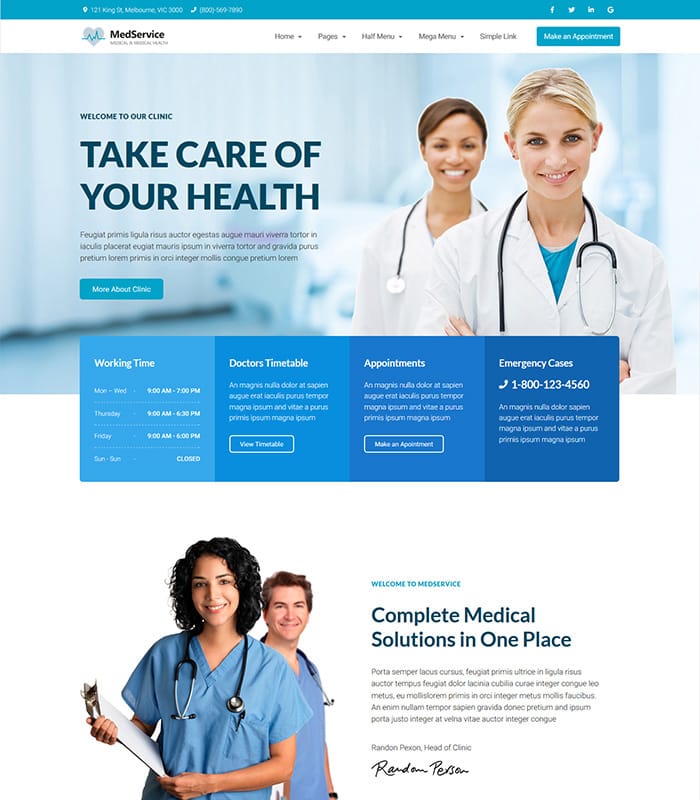 121 King St, Melbourne, VIC 3000 (800)-569-7890
MedService
MEDICAL & MEDICAL HEALTH
Home Pages Half Menu Mega Menu Simple Link Make an Appointment
WELCOME TO OUR CLINIC
TAKE CARE OF
YOUR HEALTH
Feugiat primis ligula risus auctor egestas augue mauri viverra tortor in
iaculis placerat eugiat mauris ipsum in viverra tortor and gravida purus
pretium lorem primis in orci integer mollis congue pretium lorem
More About Clinic
Working Time
Mon – Wed - 9:00 AM - 7:00 PM
Thursday - 9:00 AM - 6:30 PM
Friday - 9:00 AM - 6:00 PM
Sun - Sun - CLOSED
Doctors Timetable
An magnis nulla dolor at sapien
augue erat iaculis purus tempor
magna ipsum and vitae a purus
primis ipsum magna ipsum
View Timetable
Appointments
An magnis nulla dolor at sapien
augue erat iaculis purus tempor
magna ipsum and vitae a purus
primis ipsum magna ipsum
Make an Apointment
Emergency Cases
1-800-123-4560
An magnis nulla dolor sapien
augue erat iaculis purus tempor
magna ipsum and vitae a purus
primis ipsum magna ipsum
WELCOME TO MEDSERVICE
Complete Medical
Solutions in One Place
Porta semper lacus cursus, feugiat primis ultrice in ligula risus
auctor tempus feugiat dolor lacinia cubilia curae integer congue leo
metus, eu mollislorem primis in orci integer metus mollis faucibus.
An enim nullam tempor sapien gravida donec pretium and ipsum
porta justo integer at velna vitae auctor integer congue
Randon Pexon, Head of Clinic
Random Person